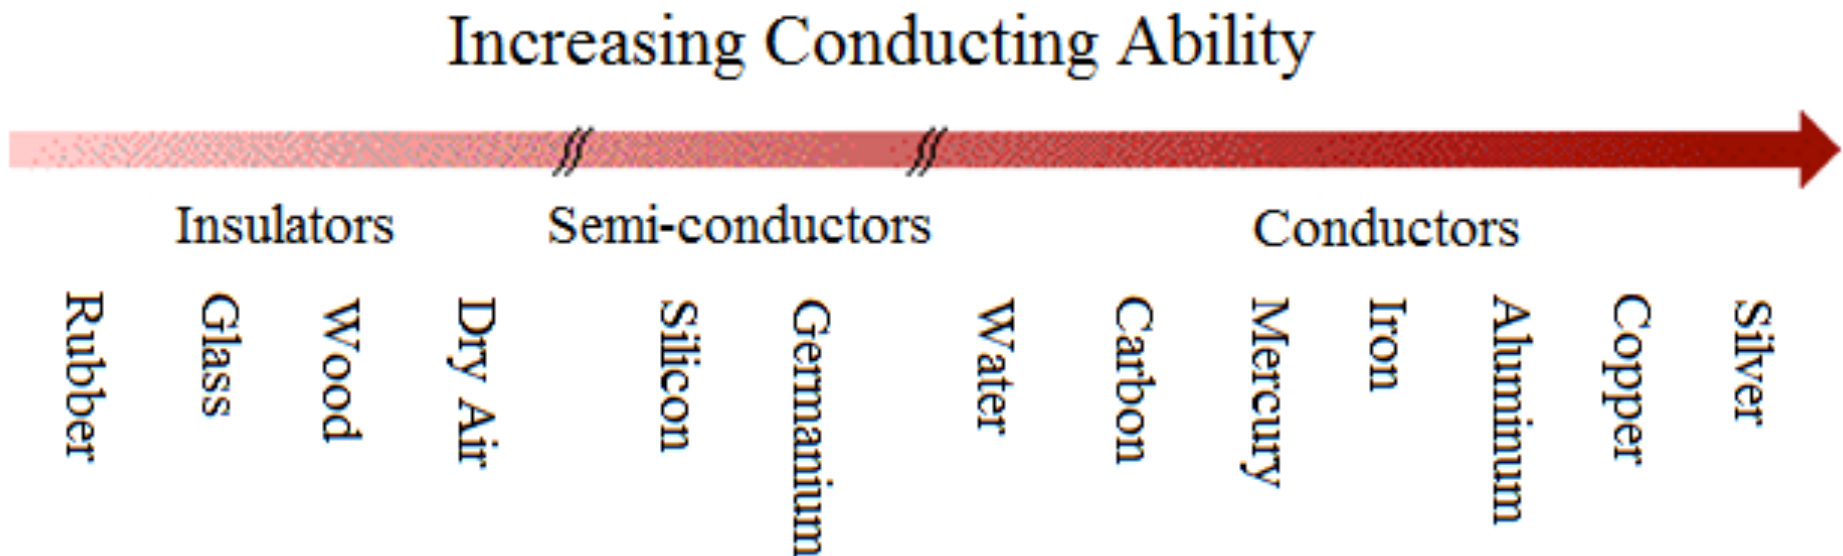 Increasing Conducting Ability
Insulators Semi-conductors Conductors
Rubber
Glass
Wood
Dry Air
Silicon
Germanium
Water
Carbon
Mercury
Iron
Aluminum
Copper
Silver